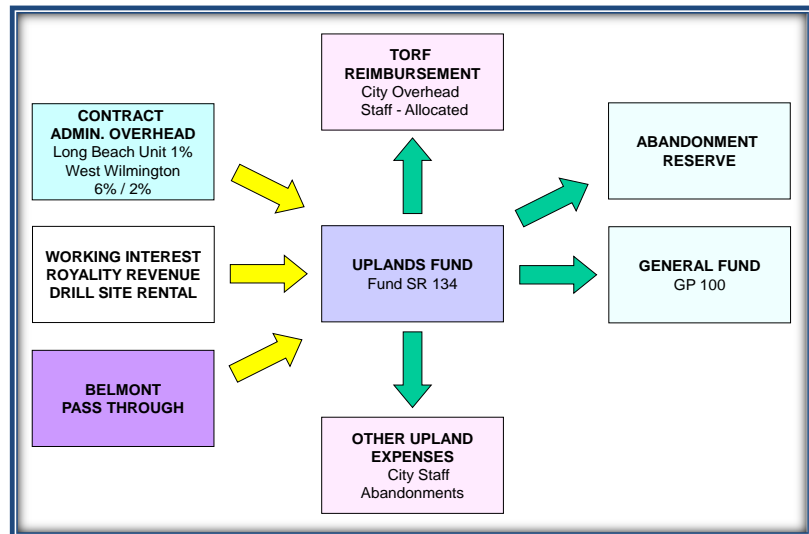 TORF
REIMBURSEMENT
City Overhead
Staff - Allocated
CONTRACT
ADMIN. OVERHEAD
Long Beach Unit 1%
West Wilmington
6% / 2%
ABANDONMENT
RESERVE
WORKING INTEREST
ROYALITY REVENUE
DRILL SITE RENTAL
UPLANDS FUND
Fund SR 134
GENERAL FUND
GP 100
BELMONT
PASS THROUGH
OTHER UPLAND
EXPENSES
City Staff
Abandonments